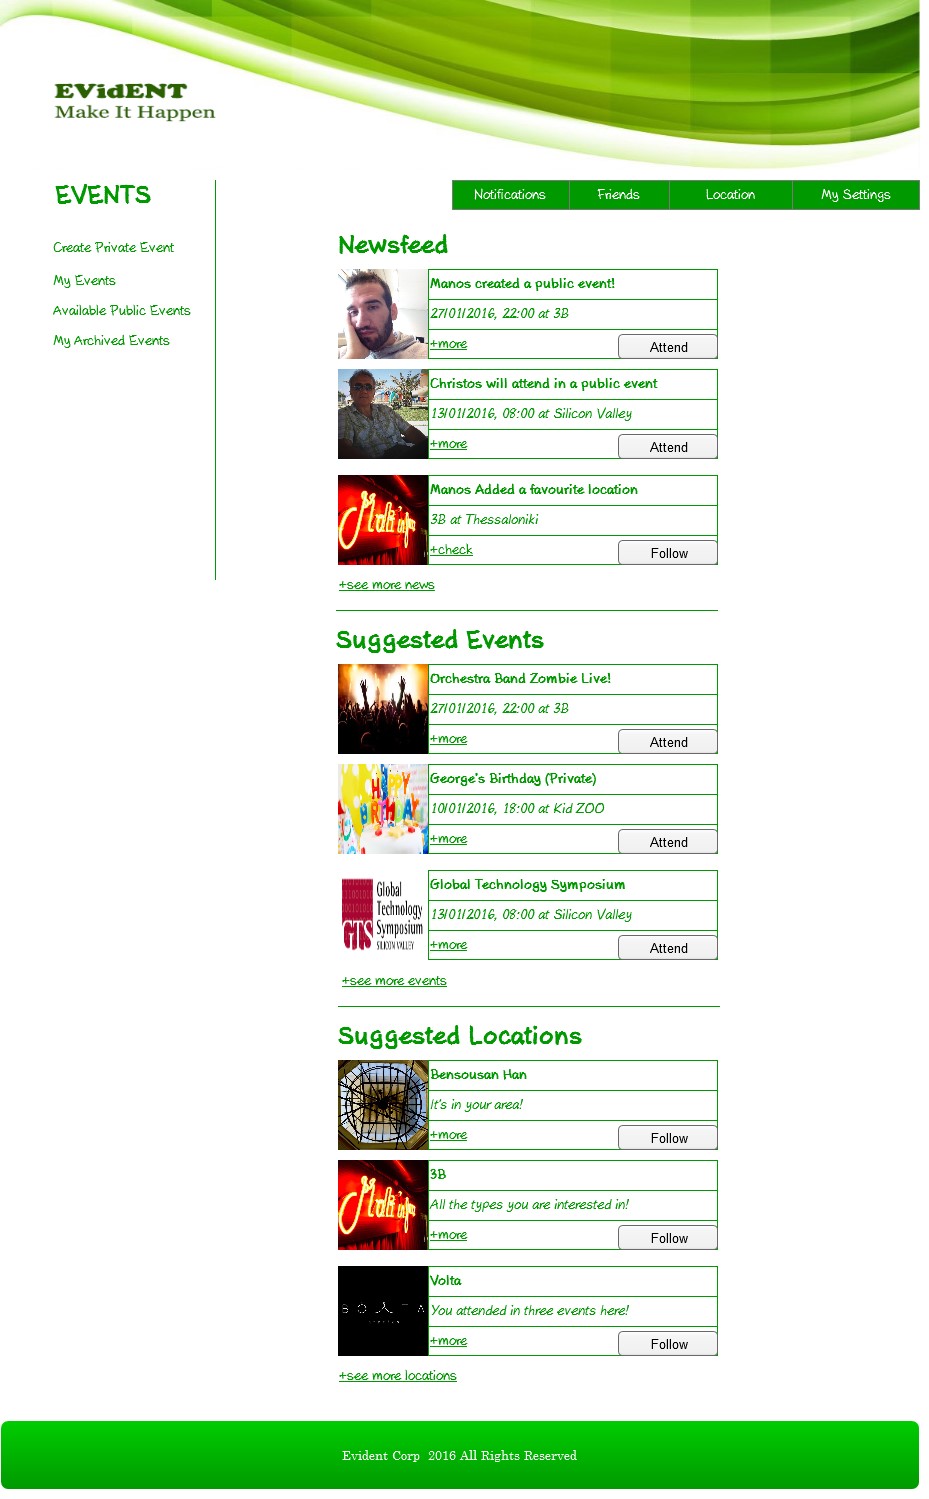 EVidENT
Make It Happen
EVENTS
Create Private Event
My Events
Available Public Events
My Archived Events
Notifications Friends Location My Settings
Newsfeed
Manos created a public event!
27/01/2016, 22:00 at 3B
+more Attend
Christos will attend in a public event
13/01/2016, 08:00 at Silicon Valley
+more Attend
Manos Added a favourite location
3B at Thessaloniki
+check Follow
+see more news
Suggested Events
Orchestra Band Zombie Live!
27/01/2016, 22:00 at 3B
+more Attend
HAPPY
BIRTHDAY
George's Birthday (Private)
10/01/2016, 18:00 at Kid ZOO
+more Attend
GTS
Global
Technology
Symposium
SILICON VALLEY
Global Technology Symposium
13/01/2016, 08:00 at Silicon Valley
+more Attend
+see more events
Suggested Locations
Bensousan Han
It's in your area!
+more Follow
3B
All the types you are interested in!
+more Follow
Volta
You attended in three events here!
+more Follow
+see more locations
Evident Corp 2016 All Rights Reserved